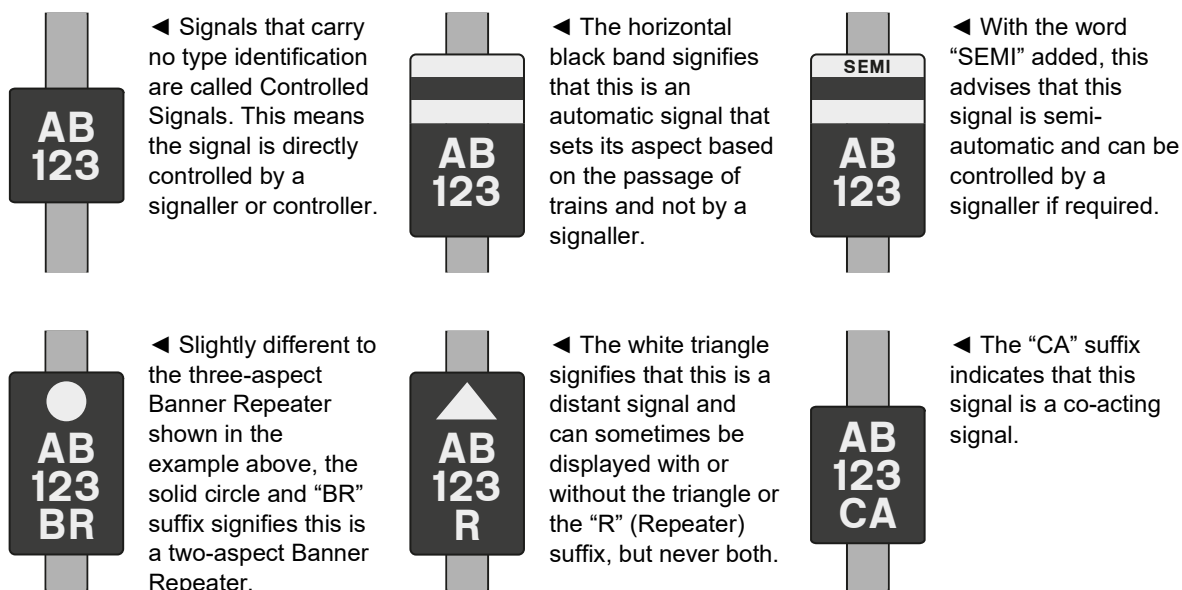 AB
123
◄ Signals that carry
no type identification
are called Controlled
Signals. This means
the signal is directly
controlled by a
signaller or controller.
AB
123
◄ The horizontal
black band signifies
that this is an
automatic signal that
sets its aspect based
on the passage of
trains and not by a
signaller.
SEMI
AB
123
◄ With the word
“SEMI” added, this
advises that this
signal is semi-
automatic and can be
controlled by a
signaller if required.
AB
123
BR
◄ Slightly different to
the three-aspect
Banner Repeater
shown in the
example above, the
solid circle and “BR”
suffix signifies this is
a two-aspect Banner
Repeater.
AB
123
R
◄ The white triangle
signifies that this is a
distant signal and
can sometimes be
displayed with or
without the triangle or
the “R” (Repeater)
suffix, but never both.
AB
123
CA
◄ The “CA” suffix
indicates that this
signal is a co-acting
signal.